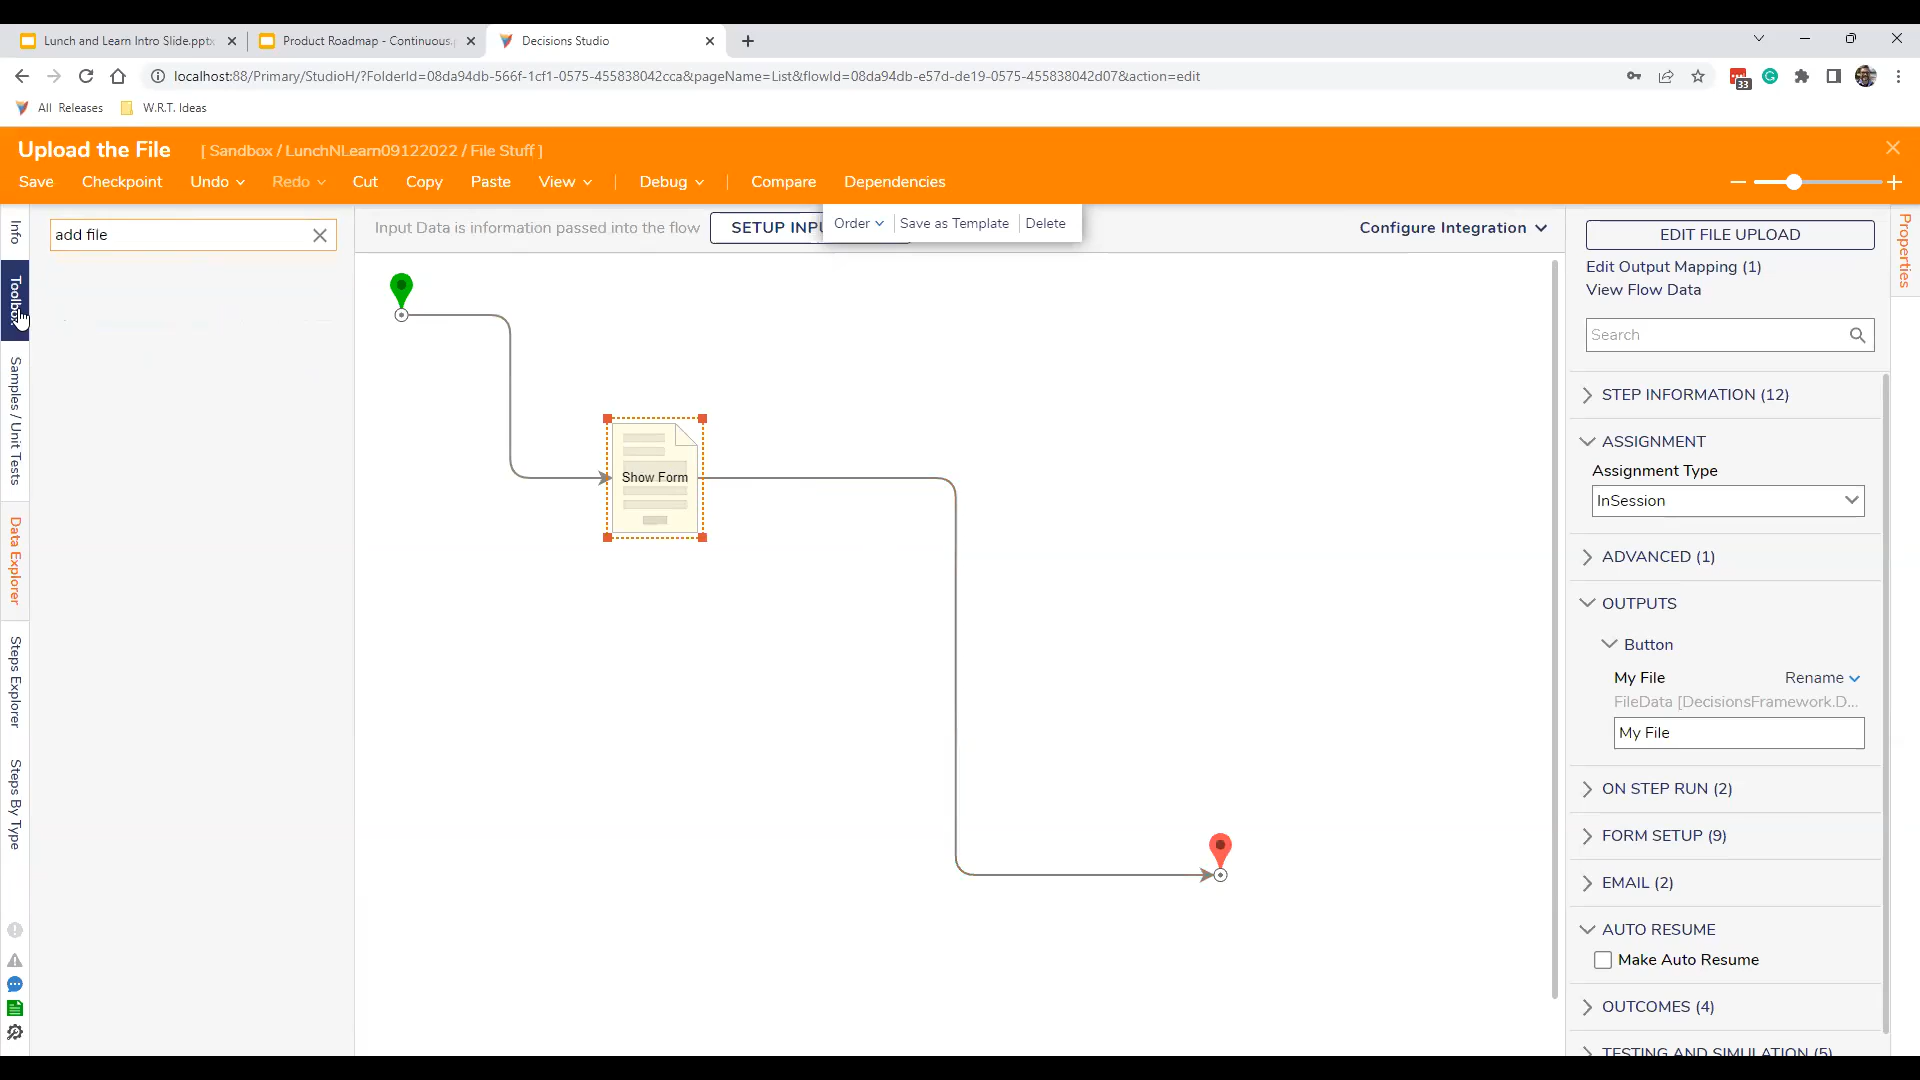 Lunch and Learn Intro Slide.pptx
Product Roadmap - Continuous.p
Decisions Studio
localhost:88/Primary/StudioH/?FolderId=08da94db-566f-1cf1-0575-455838042cca&pageName=List&flowId=08da94db-e57d-de19-0575-455838042d07&action=edit
33
All Releases
W.R.T. Ideas
Upload the File [ Sandbox / LunchNLearn09122022 / File Stuff ]
Save Checkpoint Undo Redo Cut Copy Paste View Debug Compare Dependencies
Info
Toolbox
Samples / Unit Tests
Data Explorer
Steps Explorer
Steps By Type
add file
Input Data is information passed into the flow
SETUP INPU
Order Save as Template Delete
Configure Integration
Show Form
Properties
EDIT FILE UPLOAD
Edit Output Mapping (1)
View Flow Data
Search
STEP INFORMATION (12)
ASSIGNMENT
Assignment Type
InSession
ADVANCED (1)
OUTPUTS
Button
My File Rename
FileData [DecisionsFramework.D...
My File
ON STEP RUN (2)
FORM SETUP (9)
EMAIL (2)
AUTO RESUME
Make Auto Resume
OUTCOMES (4)
TESTING AND SIMULATION (5)